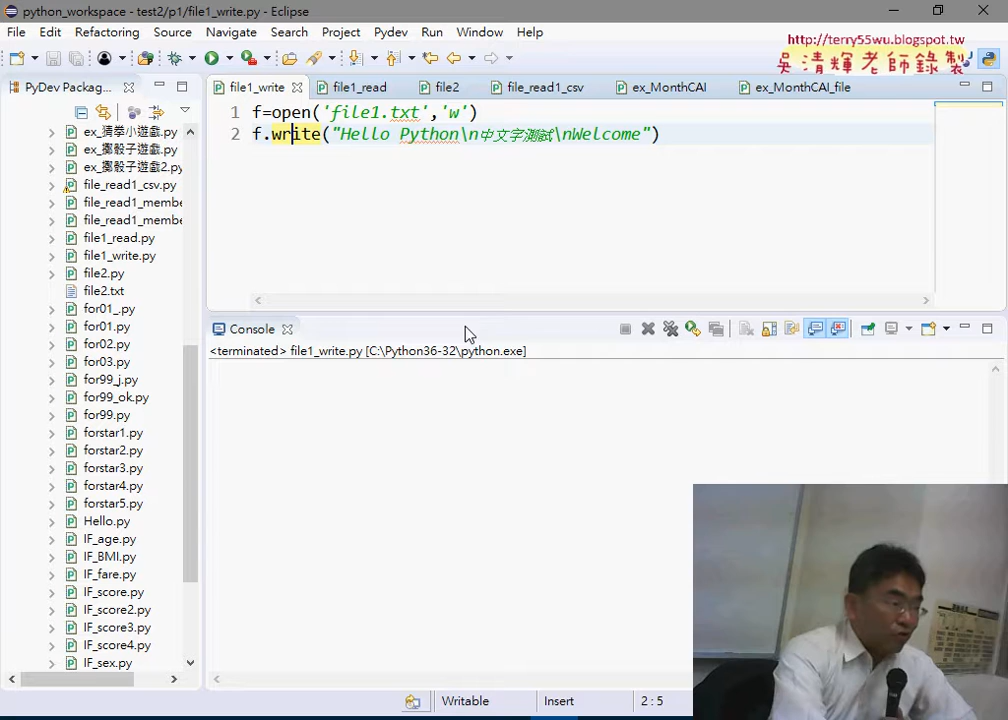 python_workspace - test2/p1/file1_write.py - Eclipse
File Edit Refactoring Source Navigate Search Project Pydev Run Window Help
http://terry55wu.blogspot.tw
吳清輝老師錄製
PyDev Packag...
file1_write file1_read file2 file_read1_csv ex_MonthCAI ex_MonthCAI_file
1 f=open('file1.txt','w')
2 f.write("Hello Python\n中文字測試\nWelcome")
ex_猜拳小遊戲.py
ex_擲骰子遊戲.py
ex_擲骰子遊戲2.py
file_read1_csv.py
file_read1_membe
file_read1_membe
file1_read.py
file1_write.py
file2.py
file2.txt
for01_.py
for01.py
for02.py
for03.py
for99_j.py
for99_ok.py
for99.py
forstar1.py
forstar2.py
forstar3.py
forstar4.py
forstar5.py
Hello.py
IF_age.py
IF_BMI.py
IF_fare.py
IF_score.py
IF_score2.py
IF_score3.py
IF_score4.py
IF_sex.py
Console
<terminated> file1_write.py [C:\Python36-32\python.exe]
Writable Insert 2:5